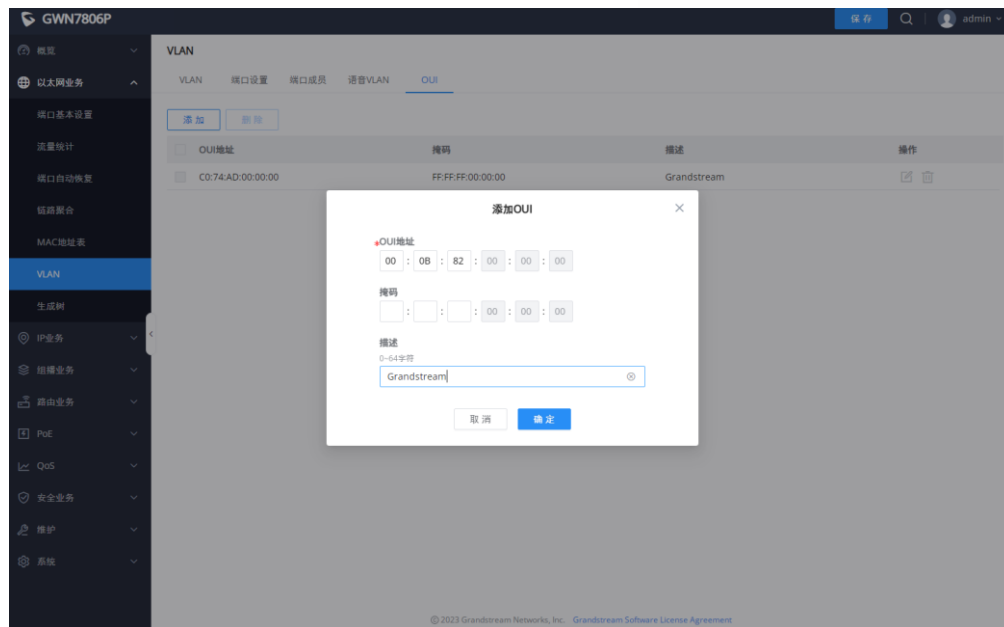 GWN7806P
保存
admin
概览
以太网业务
端口基本设置
流量统计
端口自动恢复
链路聚合
MAC地址表
VLAN
生成树
IP业务
组播业务
路由业务
PoE
QoS
安全业务
维护
系统
VLAN
VLAN 端口设置 端口成员 语音VLAN OUI
添加 删除
OUI地址 掩码 描述 操作
C0:74:AD:00:00:00 FF:FF:FF:00:00:00 Grandstream
添加OUI
*OUI地址
00 : 0B : 82 : 00 : 00 : 00
掩码
: : : 00 : 00 : 00
描述
0~64字符
Grandstream
取消 确定
© 2023 Grandstream Networks, Inc. Grandstream Software License Agreement